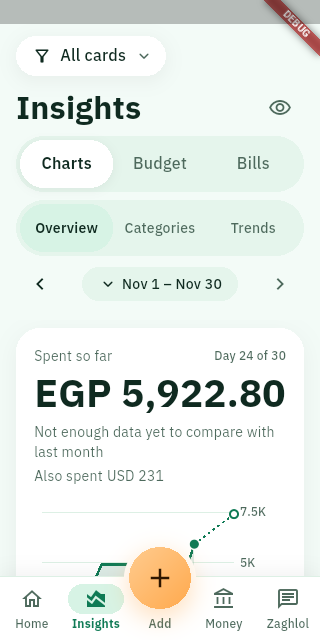 DEBUG
All cards
Insights
Charts Budget Bills
Overview Categories Trends
Nov 1 – Nov 30
Spent so far Day 24 of 30
EGP 5,922.80
Not enough data yet to compare with
last month
Also spent USD 231
7.5K
5K
Home Insights Add Money Zaghlol